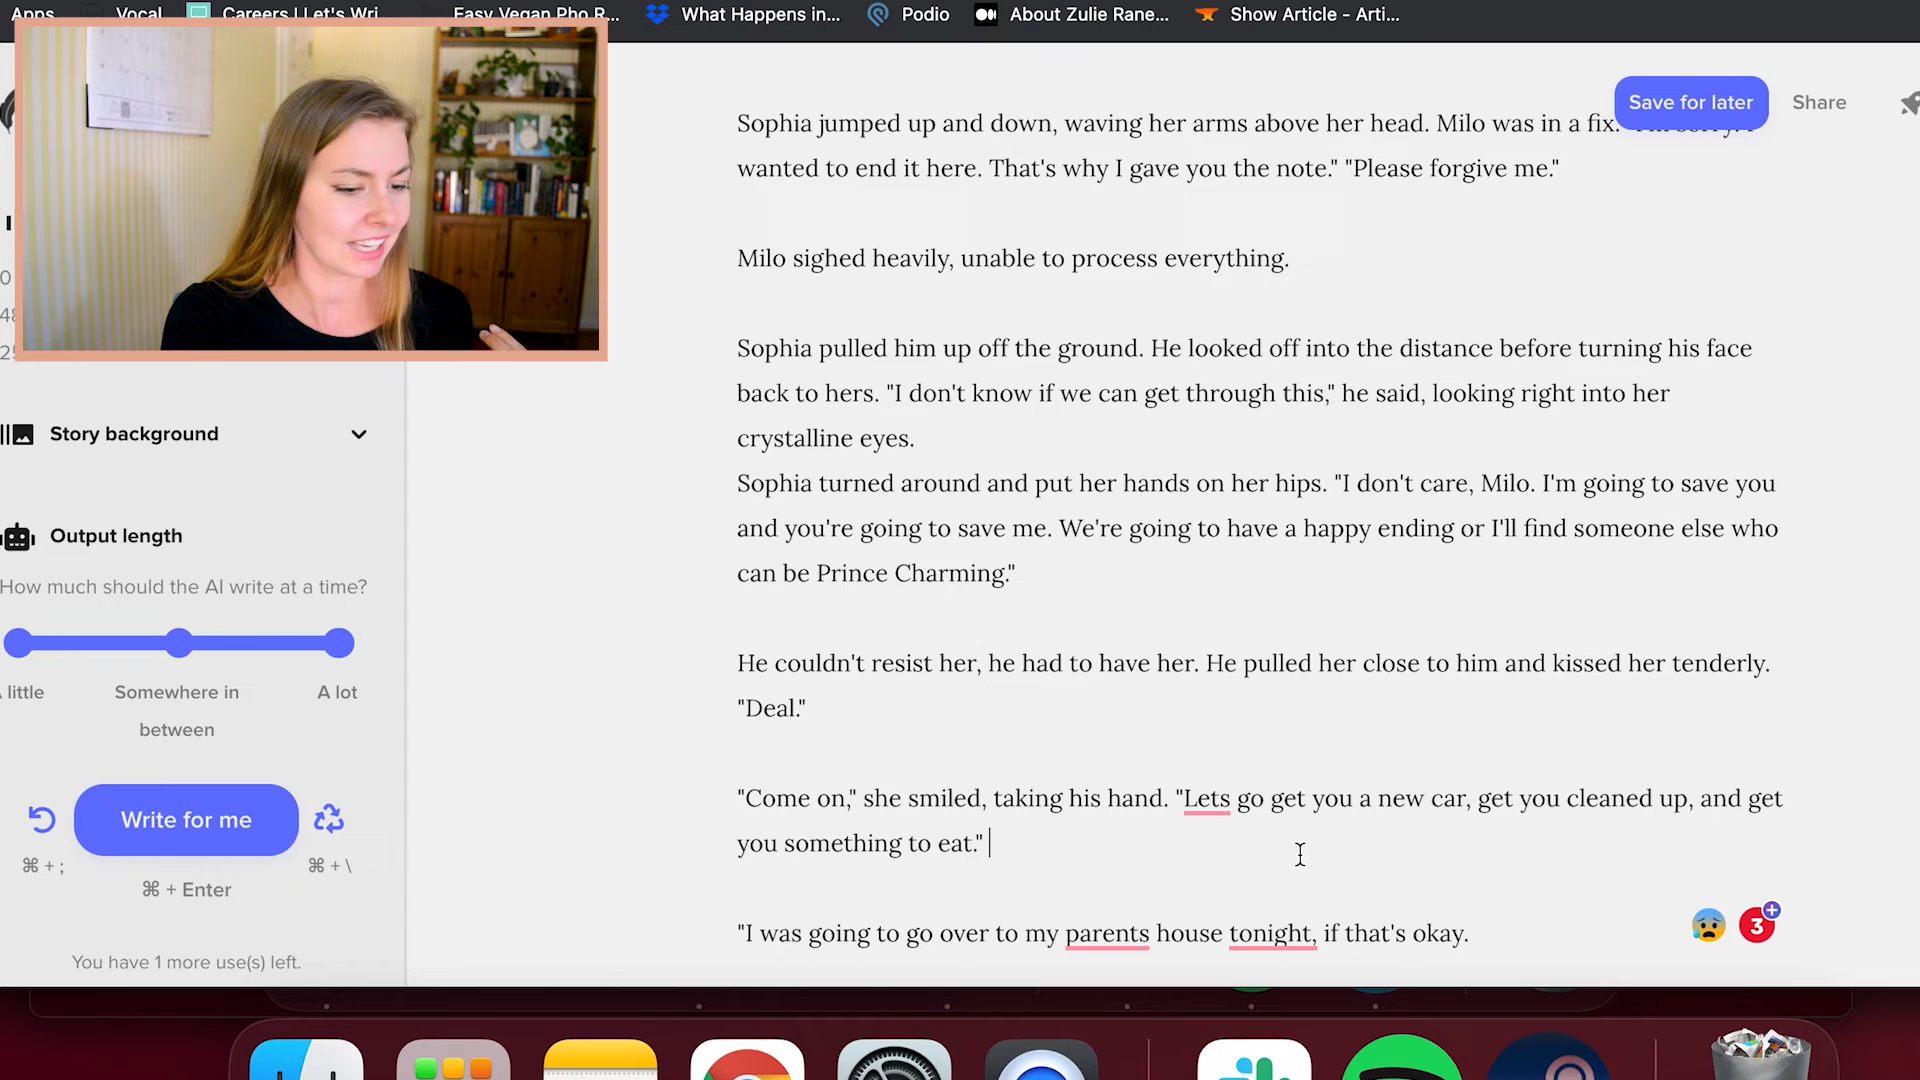 Apps
Vocal
Careers | Let's Wri...
Easy Vegan Pho R...
What Happens in...
Podio
About Zulie Rane...
Show Article - Arti...
Save for later
Share
Sophia jumped up and down, waving her arms above her head. Milo was in a fix.
wanted to end it here. That's why I gave you the note." "Please forgive me."
Milo sighed heavily, unable to process everything.
Sophia pulled him up off the ground. He looked off into the distance before turning his face
back to hers. "I don't know if we can get through this," he said, looking right into her
crystalline eyes.
Sophia turned around and put her hands on her hips. "I don't care, Milo. I'm going to save you
and you're going to save me. We're going to have a happy ending or I'll find someone else who
can be Prince Charming."
He couldn't resist her, he had to have her. He pulled her close to him and kissed her tenderly.
"Deal."
"Come on," she smiled, taking his hand. "Lets go get you a new car, get you cleaned up, and get
you something to eat."
"I was going to go over to my parents house tonight, if that's okay.
3
Story background
Output length
How much should the AI write at a time?
little
Somewhere in
between
A lot
Write for me
⌘ + ;
⌘ + \
⌘ + Enter
You have 1 more use(s) left.